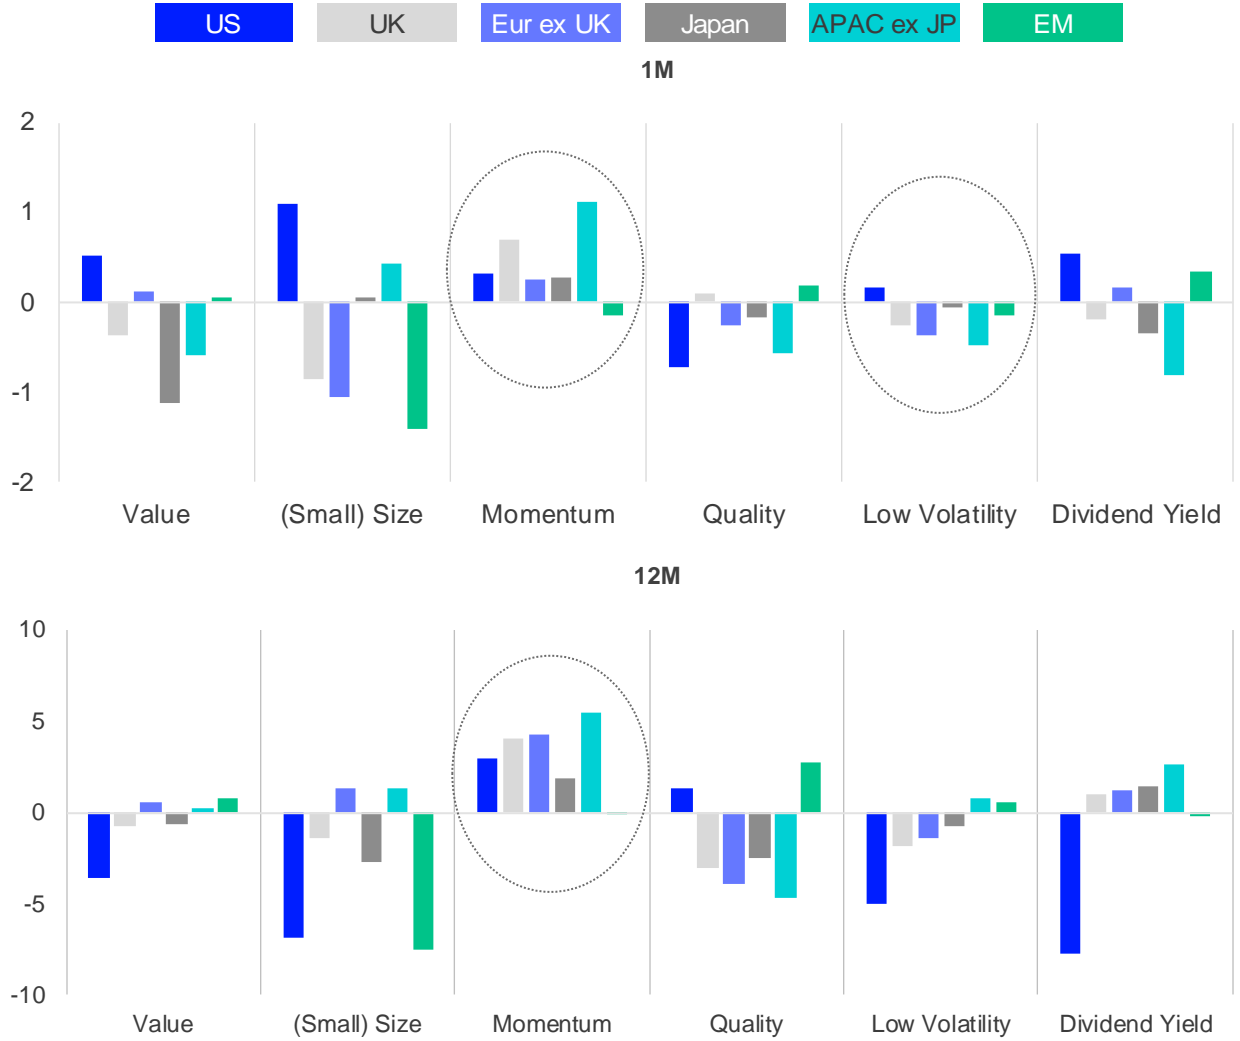 US UK Eur ex UK Japan APAC ex JP EM
1M
2
1
0
-1
-2
Value (Small) Size Momentum Quality Low Volatility Dividend Yield
12M
10
5
0
-5
-10
Value (Small) Size Momentum Quality Low Volatility Dividend Yield